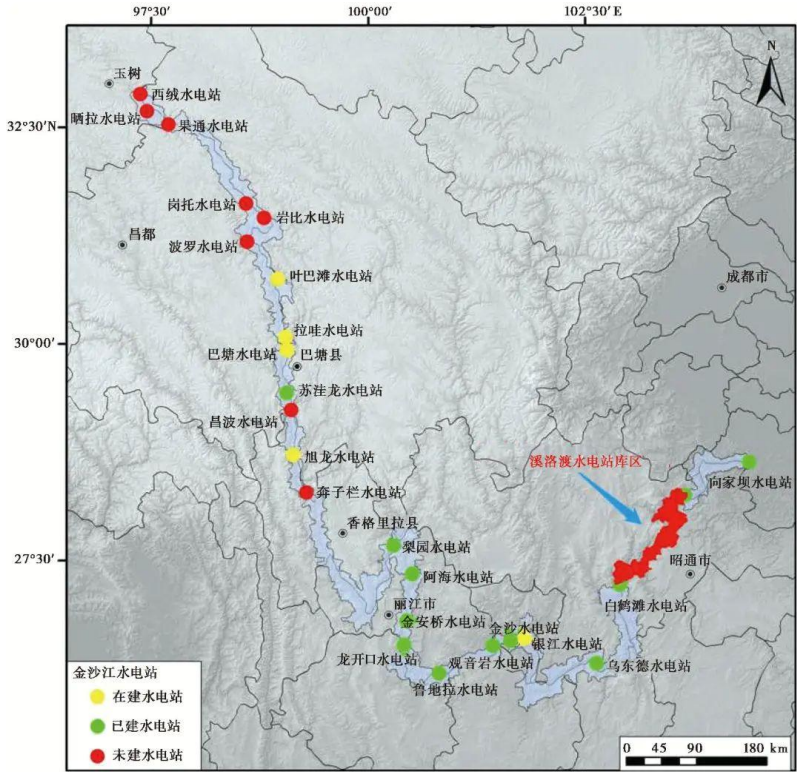 97°30′
100°00′
102°30′E
N
玉树
西绒水电站
晒拉水电站
果通水电站
32°30′N
岗托水电站
岩比水电站
昌都
波罗水电站
叶巴滩水电站
成都市
拉哇水电站
30°00′
巴塘水电站
巴塘县
苏洼龙水电站
昌波水电站
旭龙水电站
溪洛渡水电站库区
向家坝水电站
奔子栏水电站
香格里拉县
梨园水电站
27°30′
昭通市
阿海水电站
白鹤滩水电站
丽江市
金安桥水电站
金沙水电站
银江水电站
龙开口水电站
观音岩水电站
乌东德水电站
鲁地拉水电站
金沙江水电站
在建水电站
已建水电站
未建水电站
0 45 90 180 km